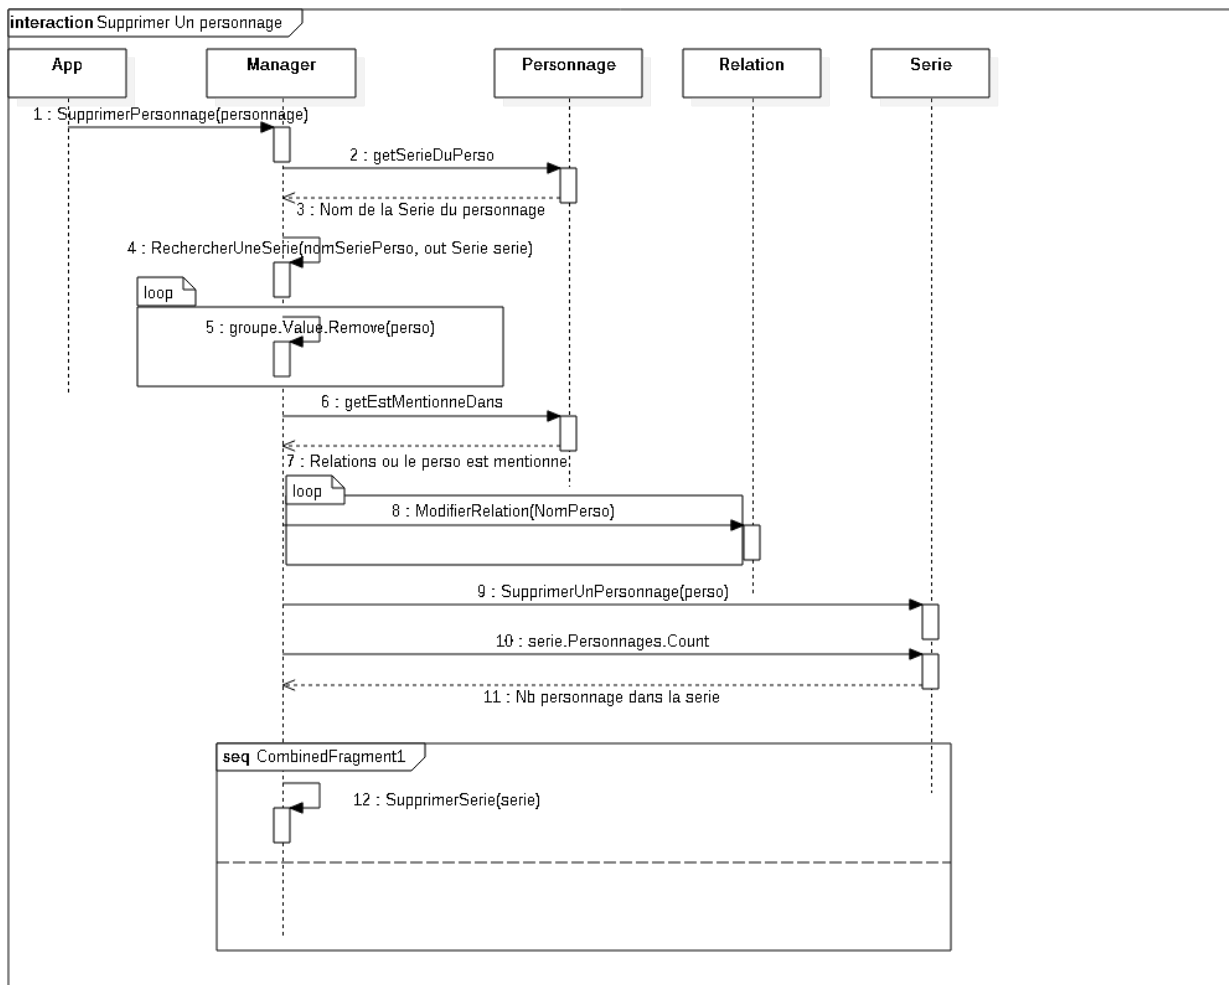 interaction Supprimer Un personnage
App
Manager
Personnage
Relation
Serie
1 : SupprimerPersonnage(personnage)
2 : getSerieDuPerso
3 : Nom de la Serie du personnage
4 : RechercherUneSerie(nomSeriePerso, out Serie serie)
loop
5 : groupe.Value.Remove(perso)
6 : getEstMentionneDans
7 : Relations ou le perso est mentionne
loop
8 : ModifierRelation(NomPerso)
9 : SupprimerUnPersonnage(perso)
10 : serie.Personnages.Count
11 : Nb personnage dans la serie
seq CombinedFragment1
12 : SupprimerSerie(serie)